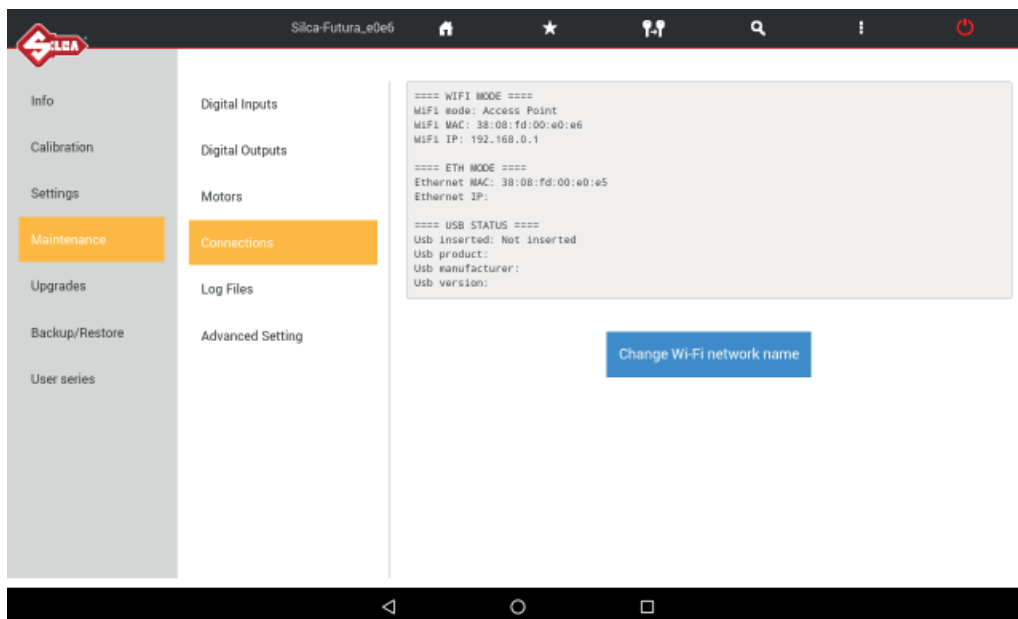 SILCA
Silca-Futura_e0e6
Info
Calibration
Settings
Maintenance
Upgrades
Backup/Restore
User series
Digital Inputs
Digital Outputs
Motors
Connections
Log Files
Advanced Setting
==== WIFI MODE ====
WiFi mode: Access Point
WiFi MAC: 38:08:fd:00:e0:e6
WiFi IP: 192.168.0.1
==== ETH MODE ====
Ethernet MAC: 38:08:fd:00:e0:e5
Ethernet IP:
==== USB STATUS ====
Usb inserted: Not inserted
Usb product:
Usb manufacturer:
Usb version:
Change Wi-Fi network name